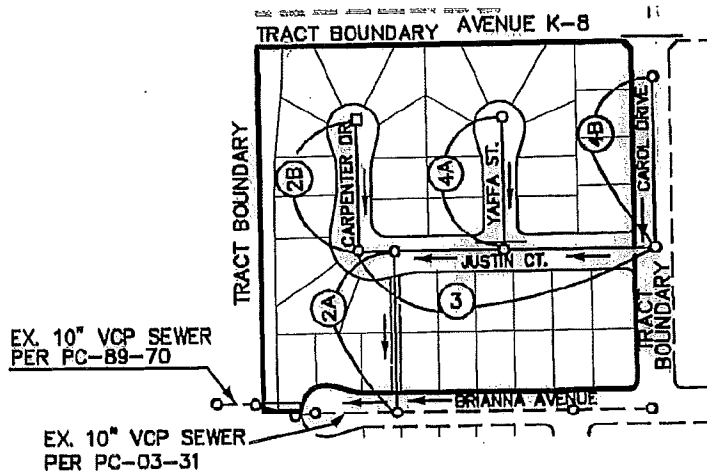 TRACT BOUNDARY
AVENUE K-8
TRACT BOUNDARY
2B
CARPENTER DR.
4A
YAFFA ST.
4B
CAROL DRIVE
JUSTIN CT.
2A
3
TRACT BOUNDARY
EX. 10" VCP SEWER
PER PC-89-70
BRIANNA AVENUE
EX. 10" VCP SEWER
PER PC-03-31